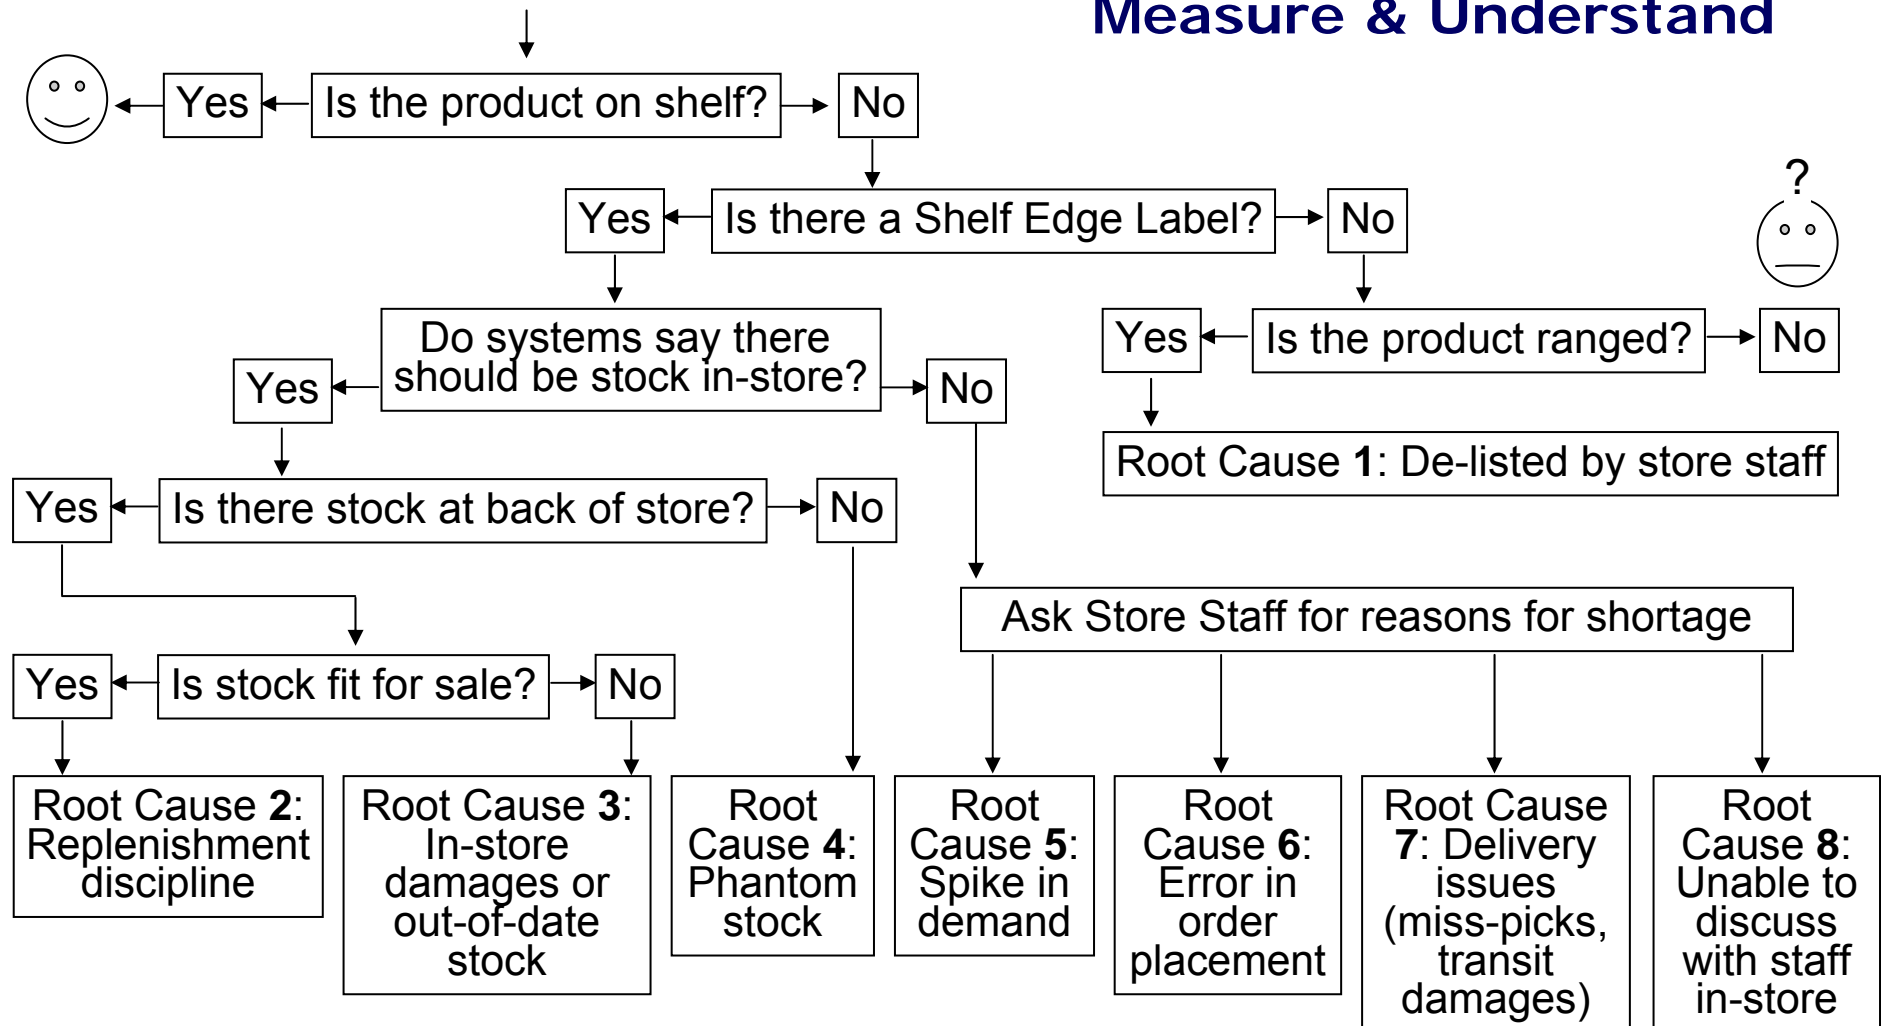 Measure & Understand
Yes
Is the product on shelf?
No
Yes
Is there a Shelf Edge Label?
No
?
Do systems say there
should be stock in-store?
Yes
No
Yes
Is the product ranged?
No
Root Cause 1: De-listed by store staff
Yes
Is there stock at back of store?
No
Ask Store Staff for reasons for shortage
Yes
Is stock fit for sale?
No
Root Cause 2:
Replenishment
discipline
Root Cause 3:
In-store
damages or
out-of-date
stock
Root
Cause 4:
Phantom
stock
Root
Cause 5:
Spike in
demand
Root
Cause 6:
Error in
order
placement
Root Cause
7: Delivery
issues
(miss-picks,
transit
damages)
Root
Cause 8:
Unable to
discuss
with staff
in-store